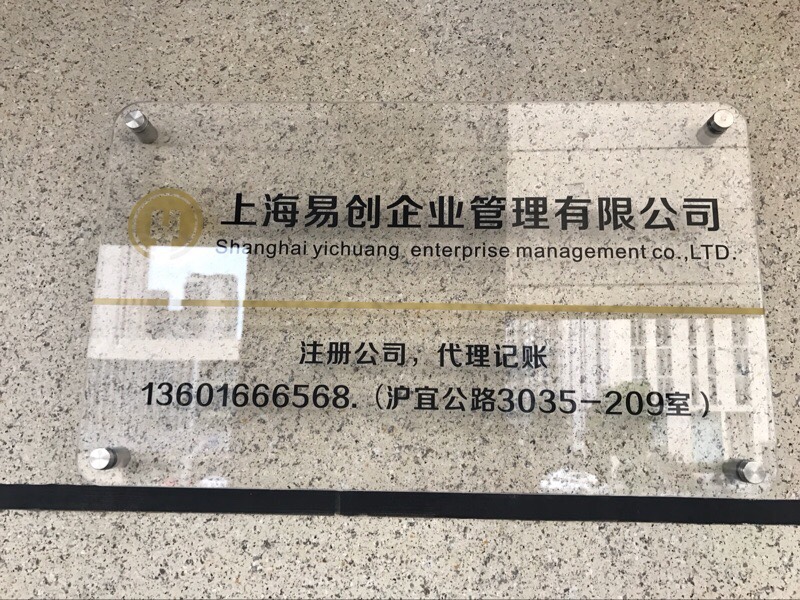 上海易创企业管理有限公司
Shanghai yichuang enterprise management co.,LTD.
注册公司，代理记账
13601666568.（沪宜公路3035-209室）